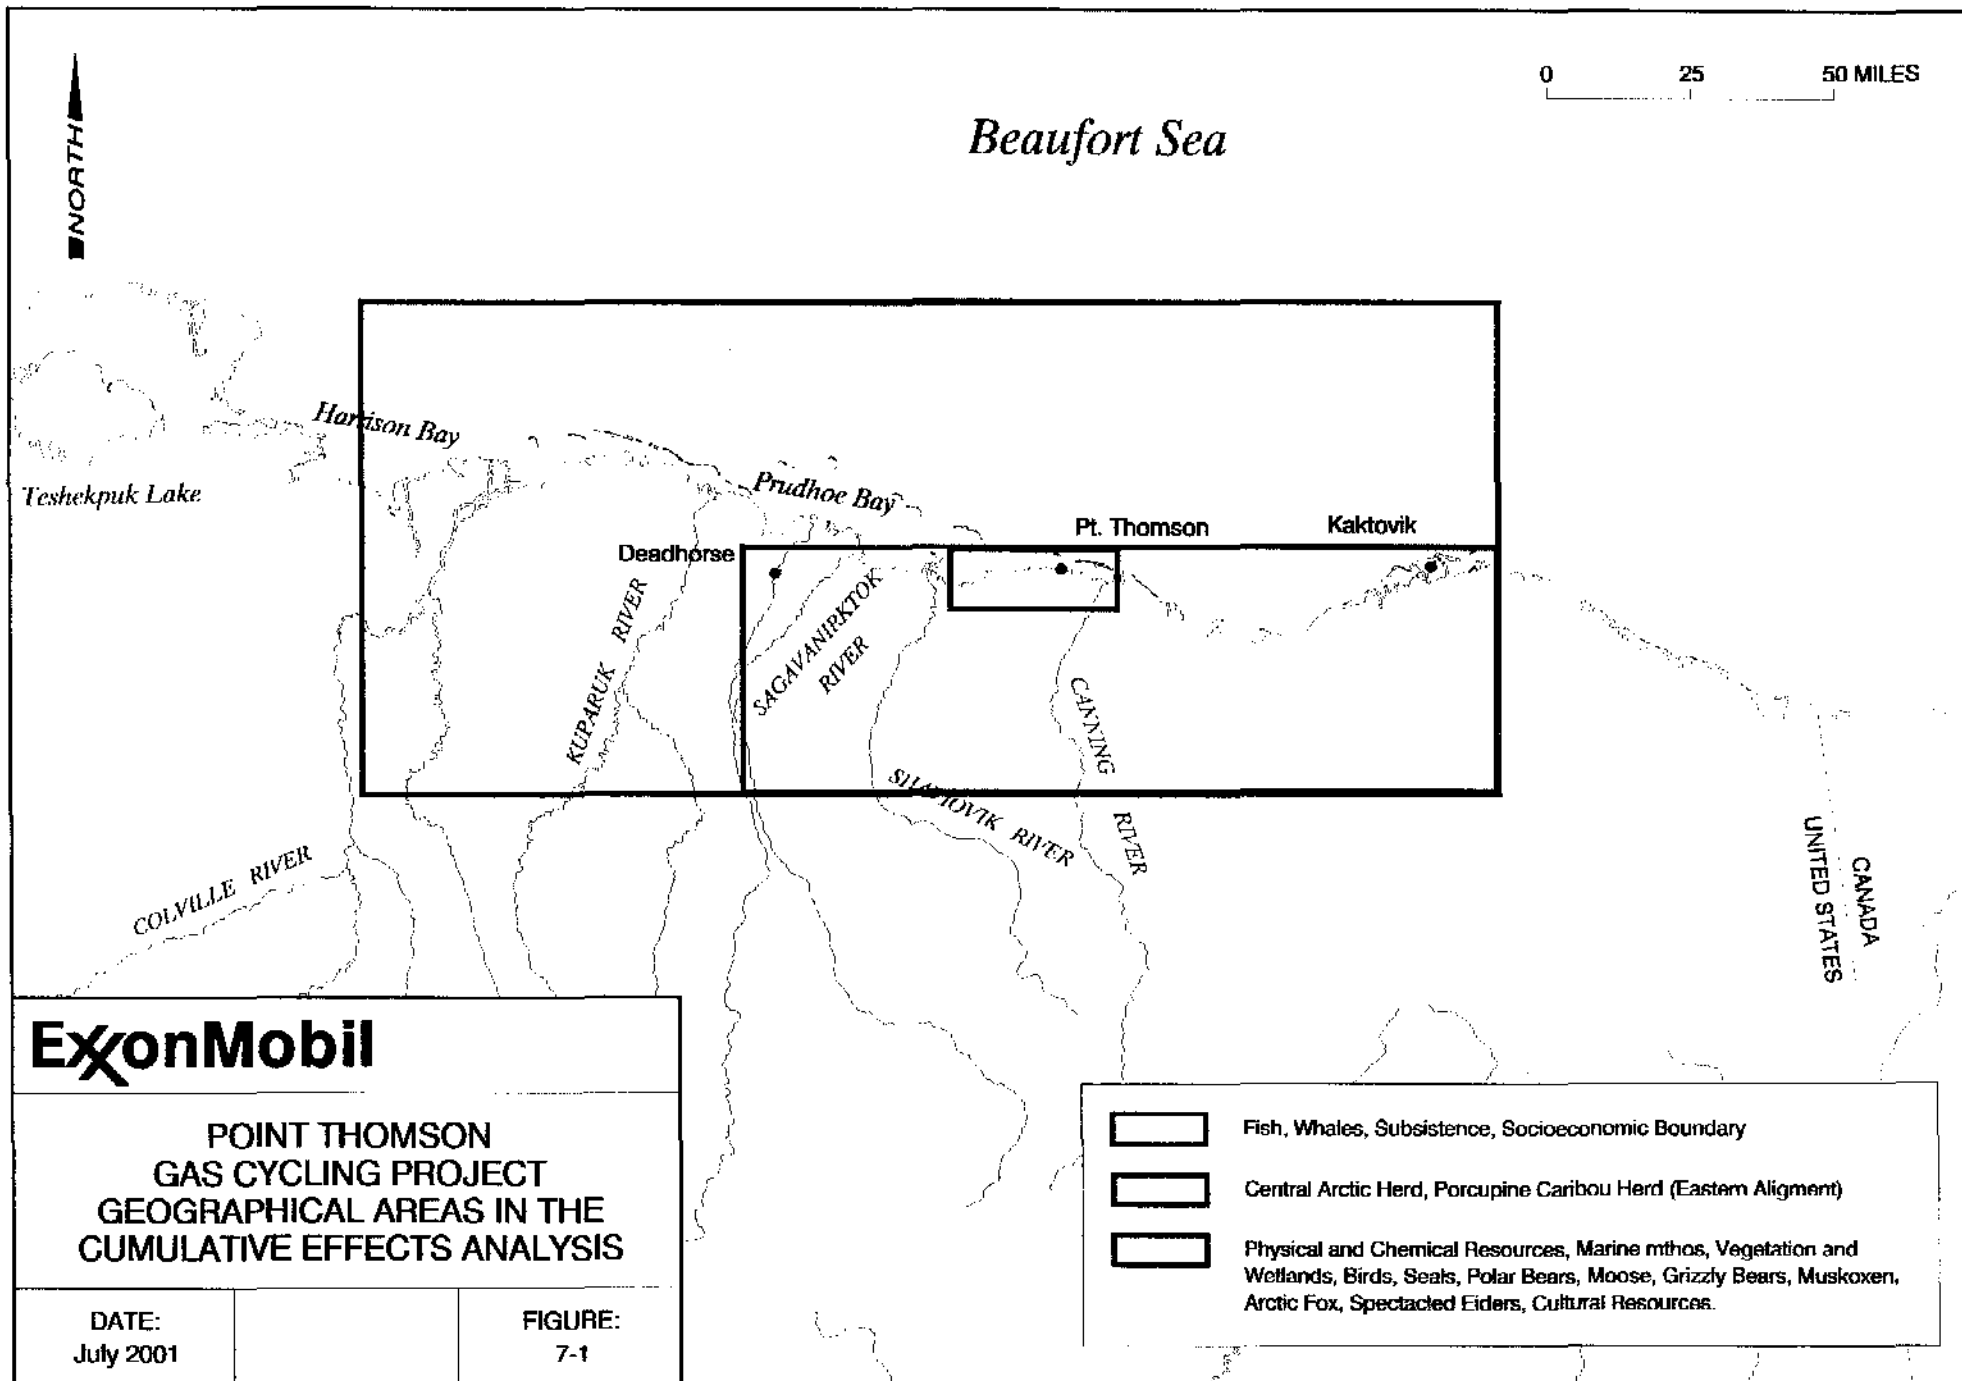 NORTH
0 25 50 MILES
Beaufort Sea
Harrison Bay
Teshekpuk Lake
Prudhoe Bay
Pt. Thomson
Kaktovik
Deadhorse
KUPARUK RIVER
SAGAVANIRKTOK
RIVER
CANNING RIVER
RIVER
COLVILLE RIVER
CANADA
UNITED STATES
ExxonMobil
POINT THOMSON
GAS CYCLING PROJECT
GEOGRAPHICAL AREAS IN THE
CUMULATIVE EFFECTS ANALYSIS
DATE:
July 2001
FIGURE:
7-1
Fish, Whales, Subsistence, Socioeconomic Boundary
Central Arctic Herd, Porcupine Caribou Herd (Eastern Aligment)
Physical and Chemical Resources, Marine mthos, Vegetation and
Wetlands, Birds, Seals, Polar Bears, Moose, Grizzly Bears, Muskoxen,
Arctic Fox, Spectacled Eiders, Cultural Resources.